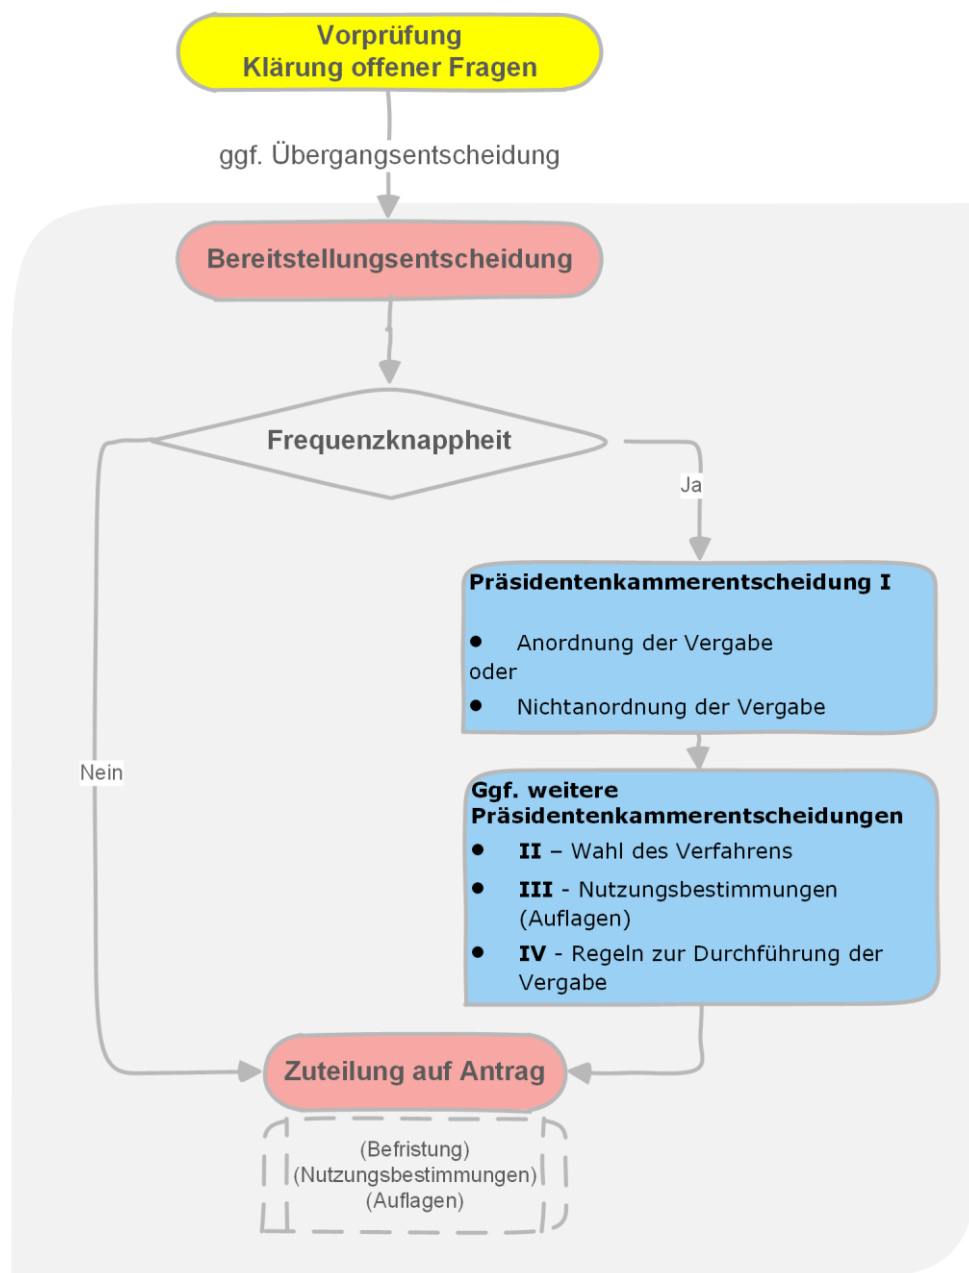 Vorprüfung
Klärung offener Fragen
ggf. Übergangsentscheidung
Bereitstellungsentscheidung
Frequenzknappheit
Ja
Präsidentenkammerentscheidung I
● Anordnung der Vergabe
oder
● Nichtanordnung der Vergabe
Nein
Ggf. weitere
Präsidentenkammerentscheidungen
● II – Wahl des Verfahrens
● III - Nutzungsbestimmungen
(Auflagen)
● IV - Regeln zur Durchführung der
Vergabe
Zuteilung auf Antrag
(Befristung)
(Nutzungsbestimmungen)
(Auflagen)